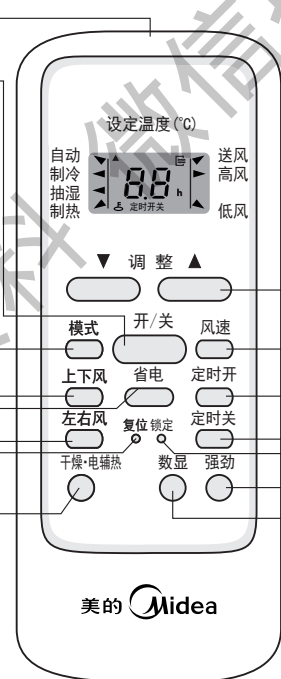 设定温度(℃)
自动 送风
制冷 高风
抽湿
制热 低风
8.8 h
定时开关
▼ 调 整 ▲
开/关
模式 风速
上下风 省电 定时开
左右风 复位 锁定 定时关
干燥·电辅热 数显 强劲
美的 Midea